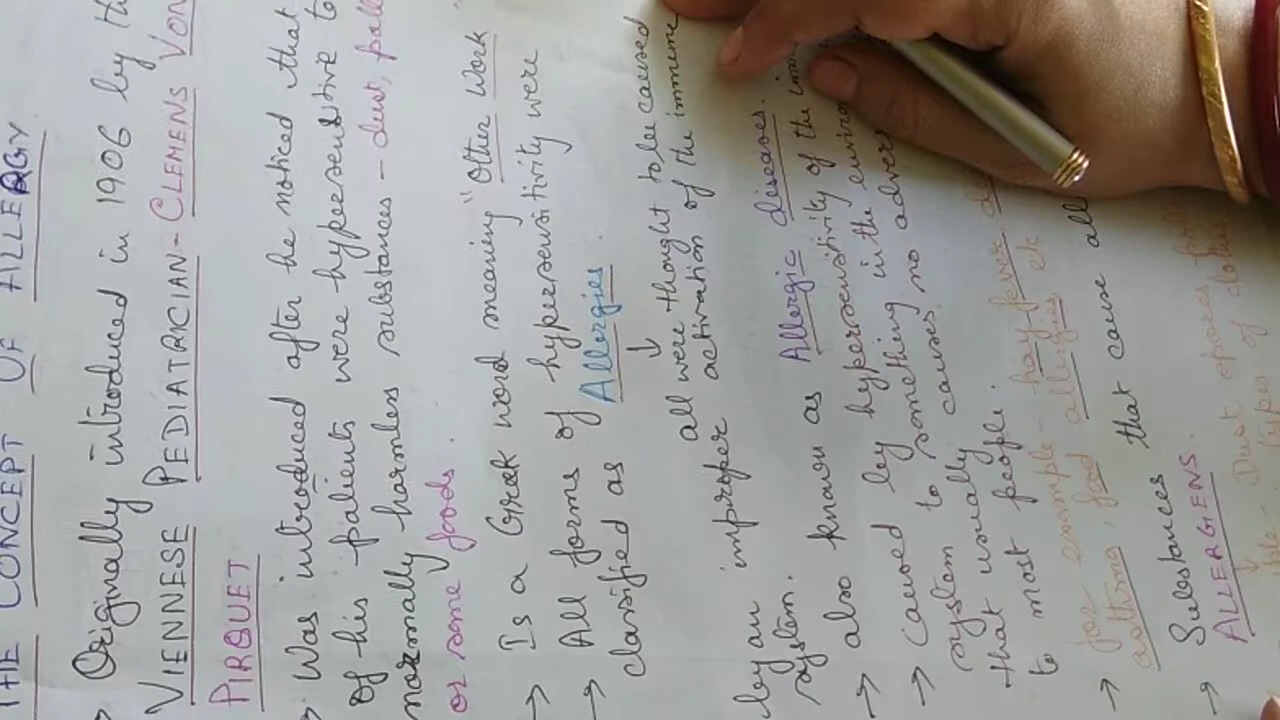 THE CONCEPT OF ALLERGY
→ Originally introduced in 1906 by the
VIENNESE PEDIATRICIAN - CLEMENS VON
PIRQUET
→ Was introduced after he noticed that
of his patients were hypersensitive to
normally harmless substances - dust,
or some foods.
→ Is a Greek word meaning "Other Work
→ All forms of hypersensitivity were
classified as Allergies.
↓
all were thought to be caused
by an improper activation of the immune
system.
Allergic diseases.
→ also known as
→ caused by hypersensitivity of the
system to something in the
that usually causes no
to most people.
For example - hay fever,
asthma, food allergies etc
→ Substances that cause all
→ ALLERGENS.
↓
Dust
types of